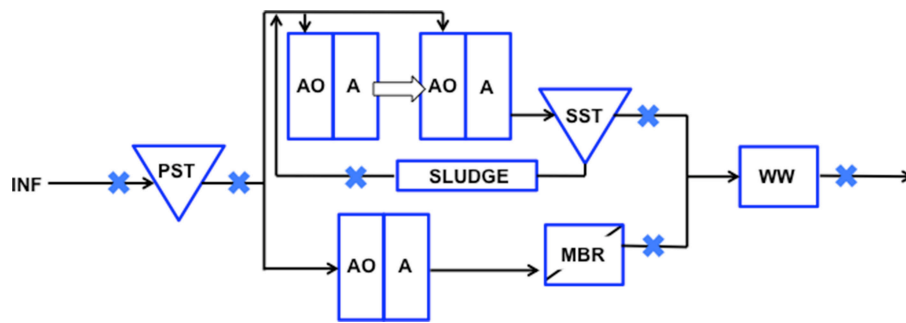 AO A AO A
SST
PST
SLUDGE
INF
WW
AO A
MBR